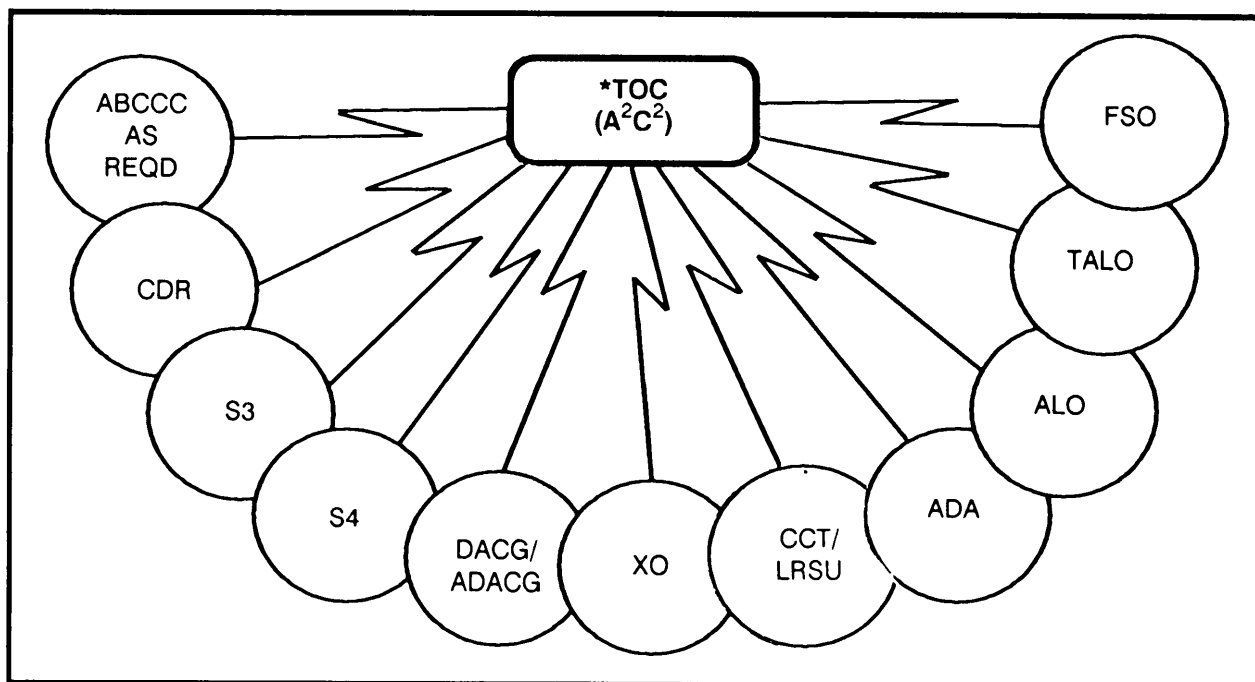 *TOC
(A²C²)
ABCCC
AS
REQD
CDR
S3
S4
DACG/
ADACG
XO
CCT/
LRSU
ADA
ALO
TALO
FSO